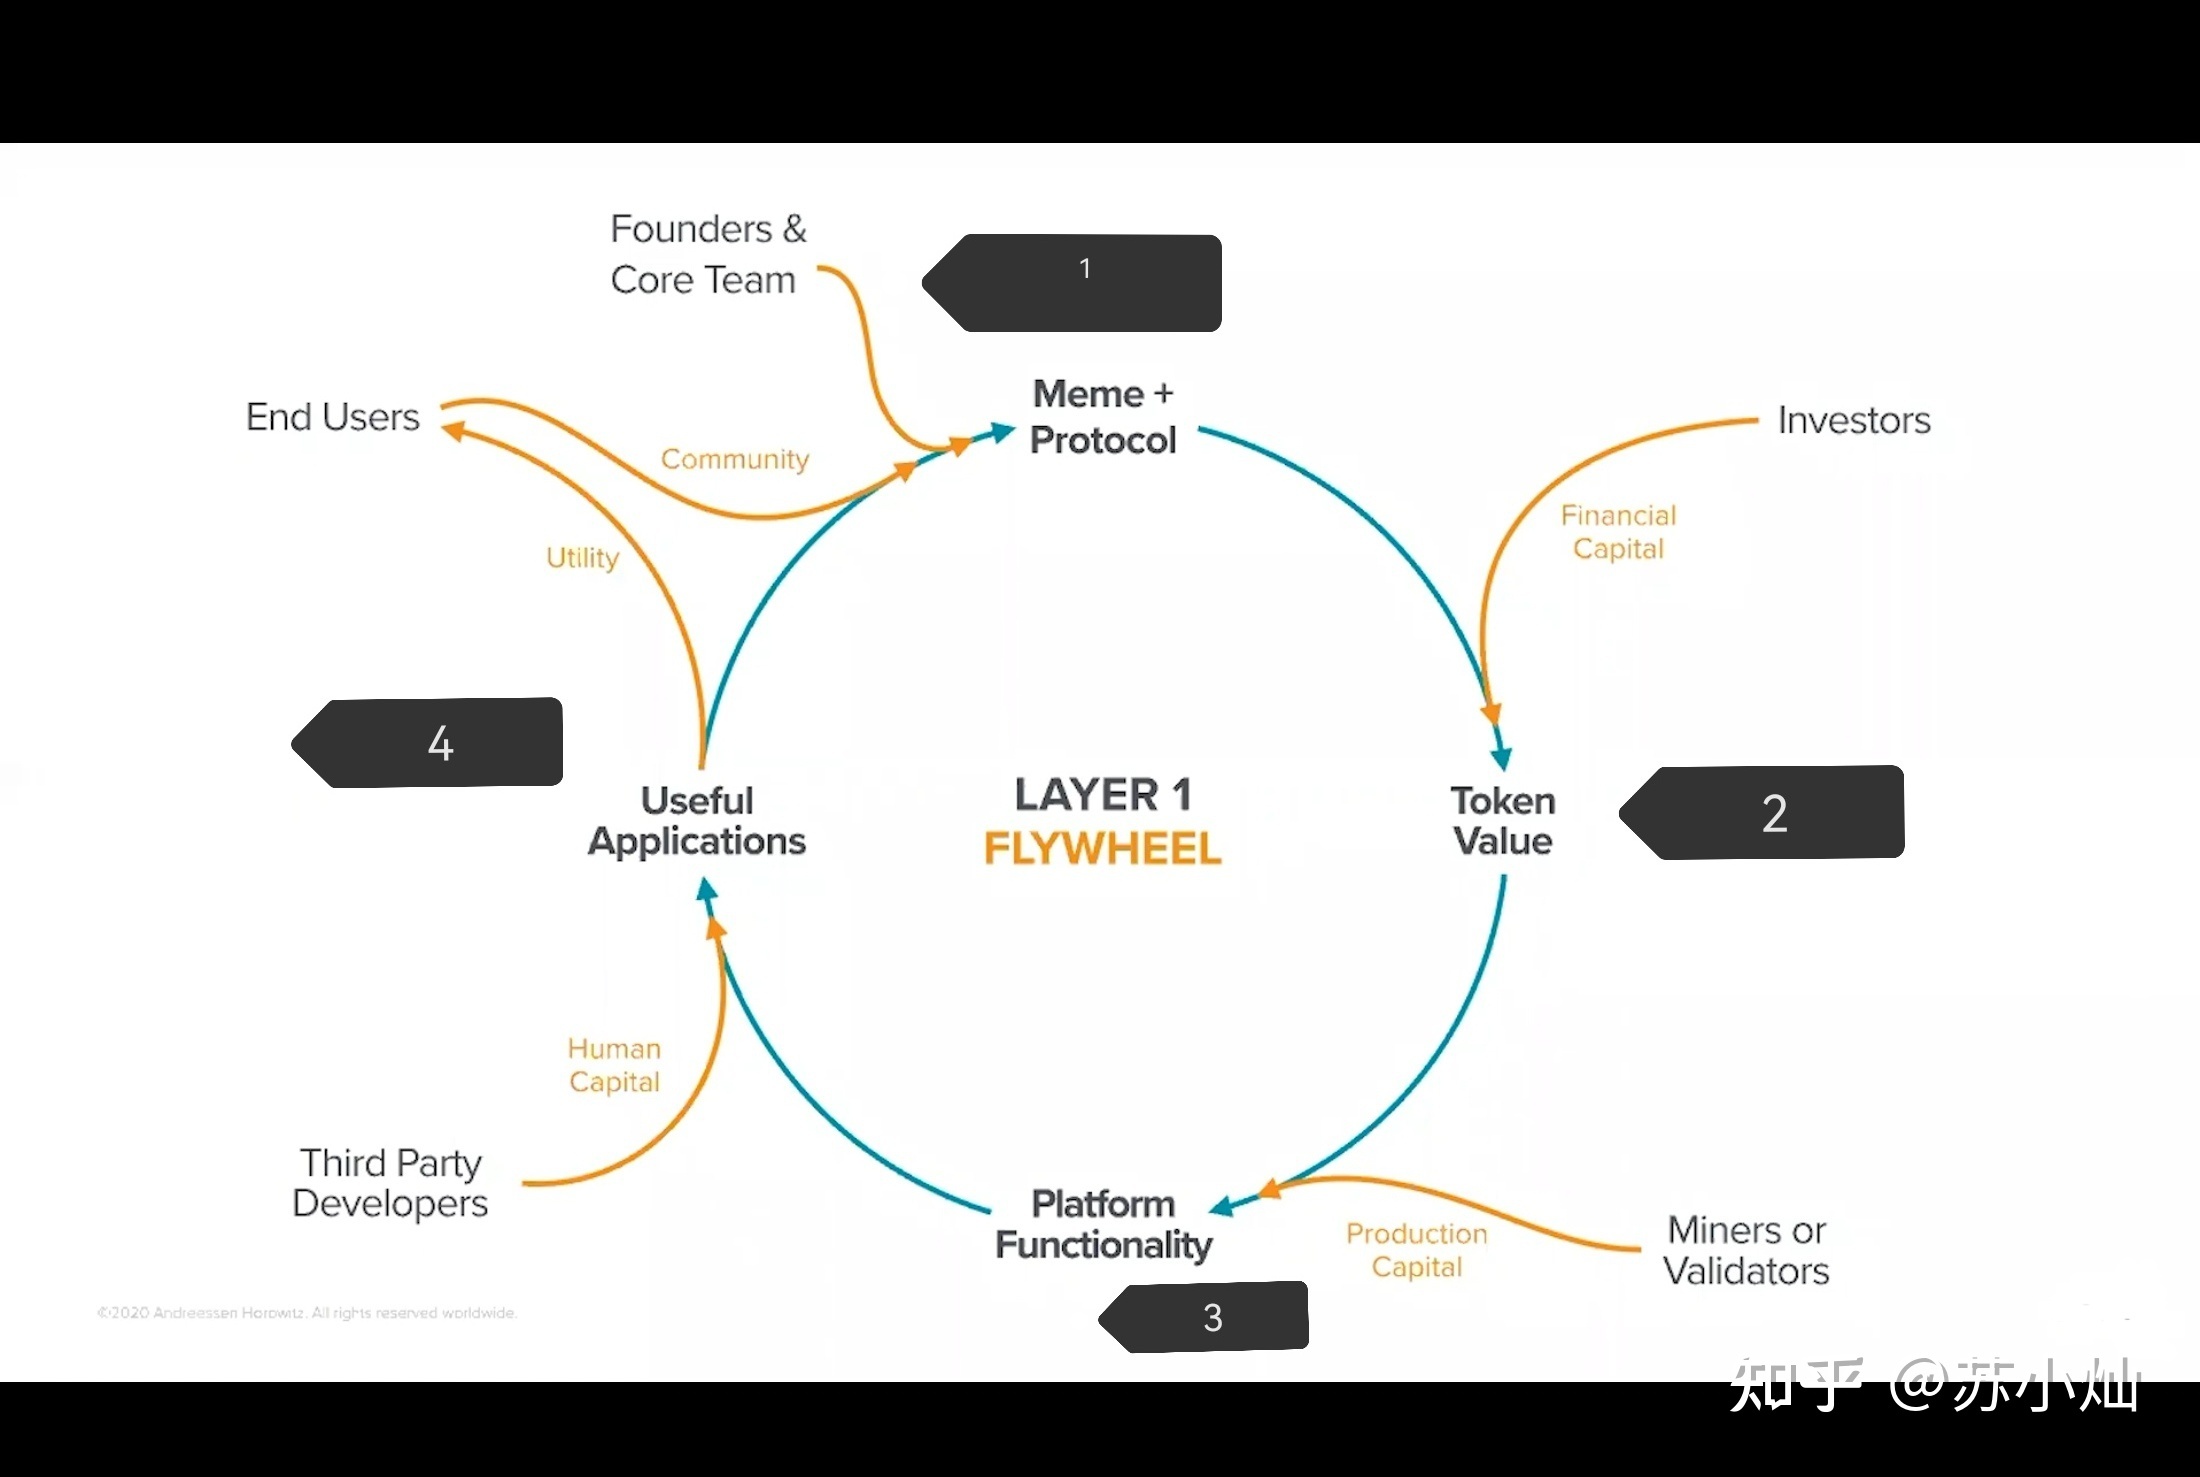 Founders &
Core Team
1
Meme +
Protocol
End Users
Community
Investors
Financial
Capital
Utility
4
Useful
Applications
LAYER 1
FLYWHEEL
Token
Value
2
Human
Capital
Third Party
Developers
Platform
Functionality
Production
Capital
Miners or
Validators
3
©2020 Andreessen Horowitz. All rights reserved worldwide.
知乎 @苏小灿